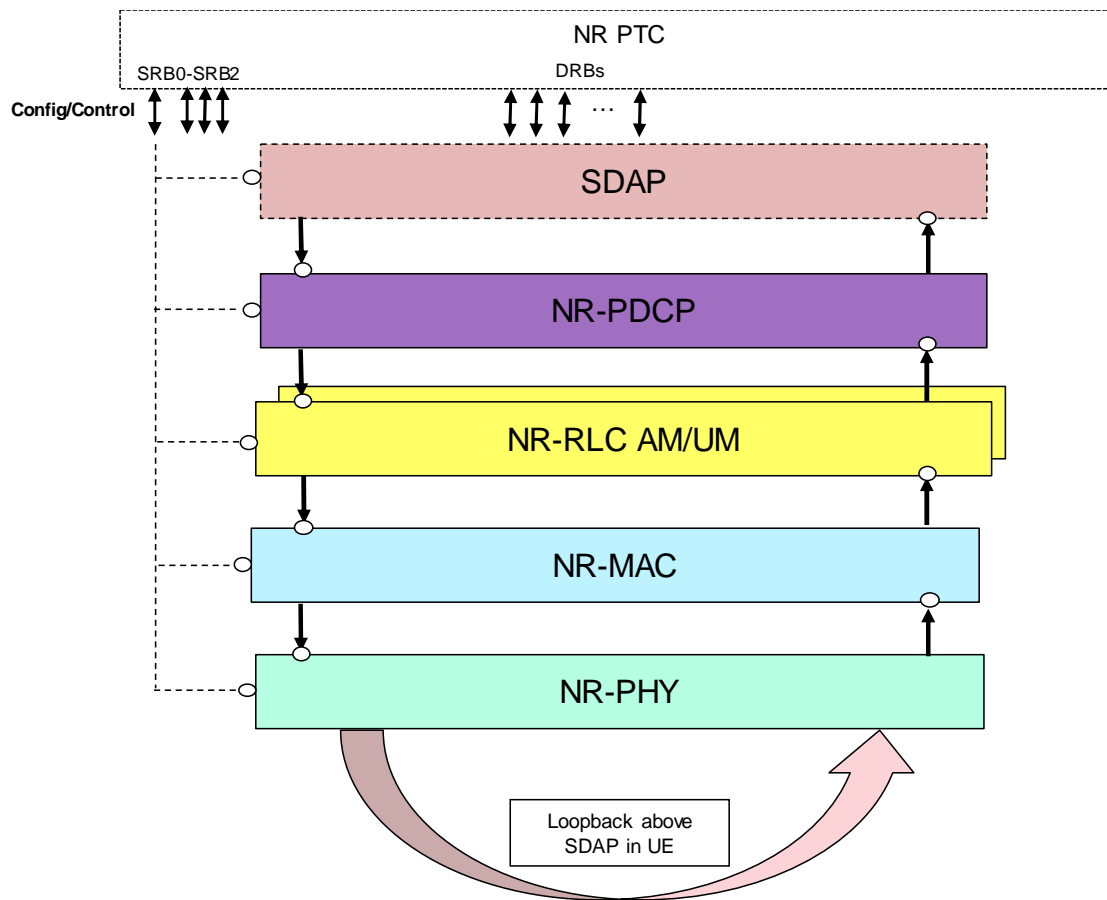 NR PTC
SRB0-SRB2
DRBs
Config/Control
...
SDAP
NR-PDCP
NR-RLC AM/UM
NR-MAC
NR-PHY
Loopback above
SDAP in UE